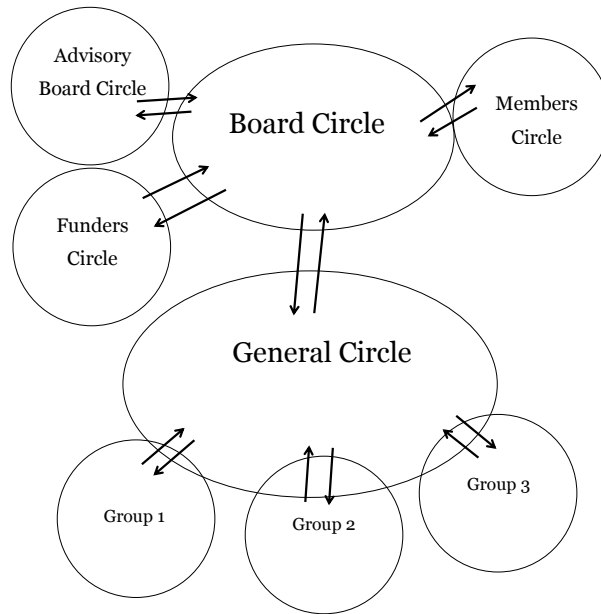 Advisory
Board Circle
Board Circle
Members
Circle
Funders
Circle
General Circle
Group 1
Group 2
Group 3